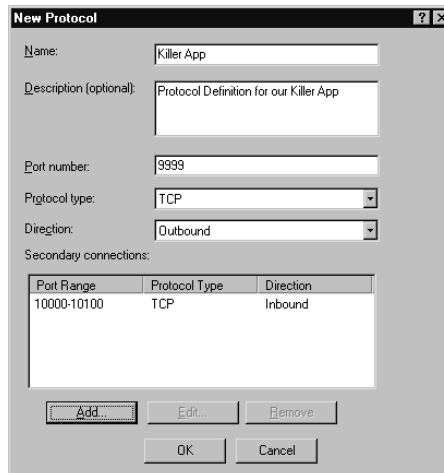 New Protocol
Name:
Killer App
Description (optional):
Protocol Definition for our Killer App
Port number:
9999
Protocol type:
TCP
Direction:
Outbound
Secondary connections:
Port Range Protocol Type Direction
10000-10100 TCP Inbound
Add... Edit... Remove
OK Cancel